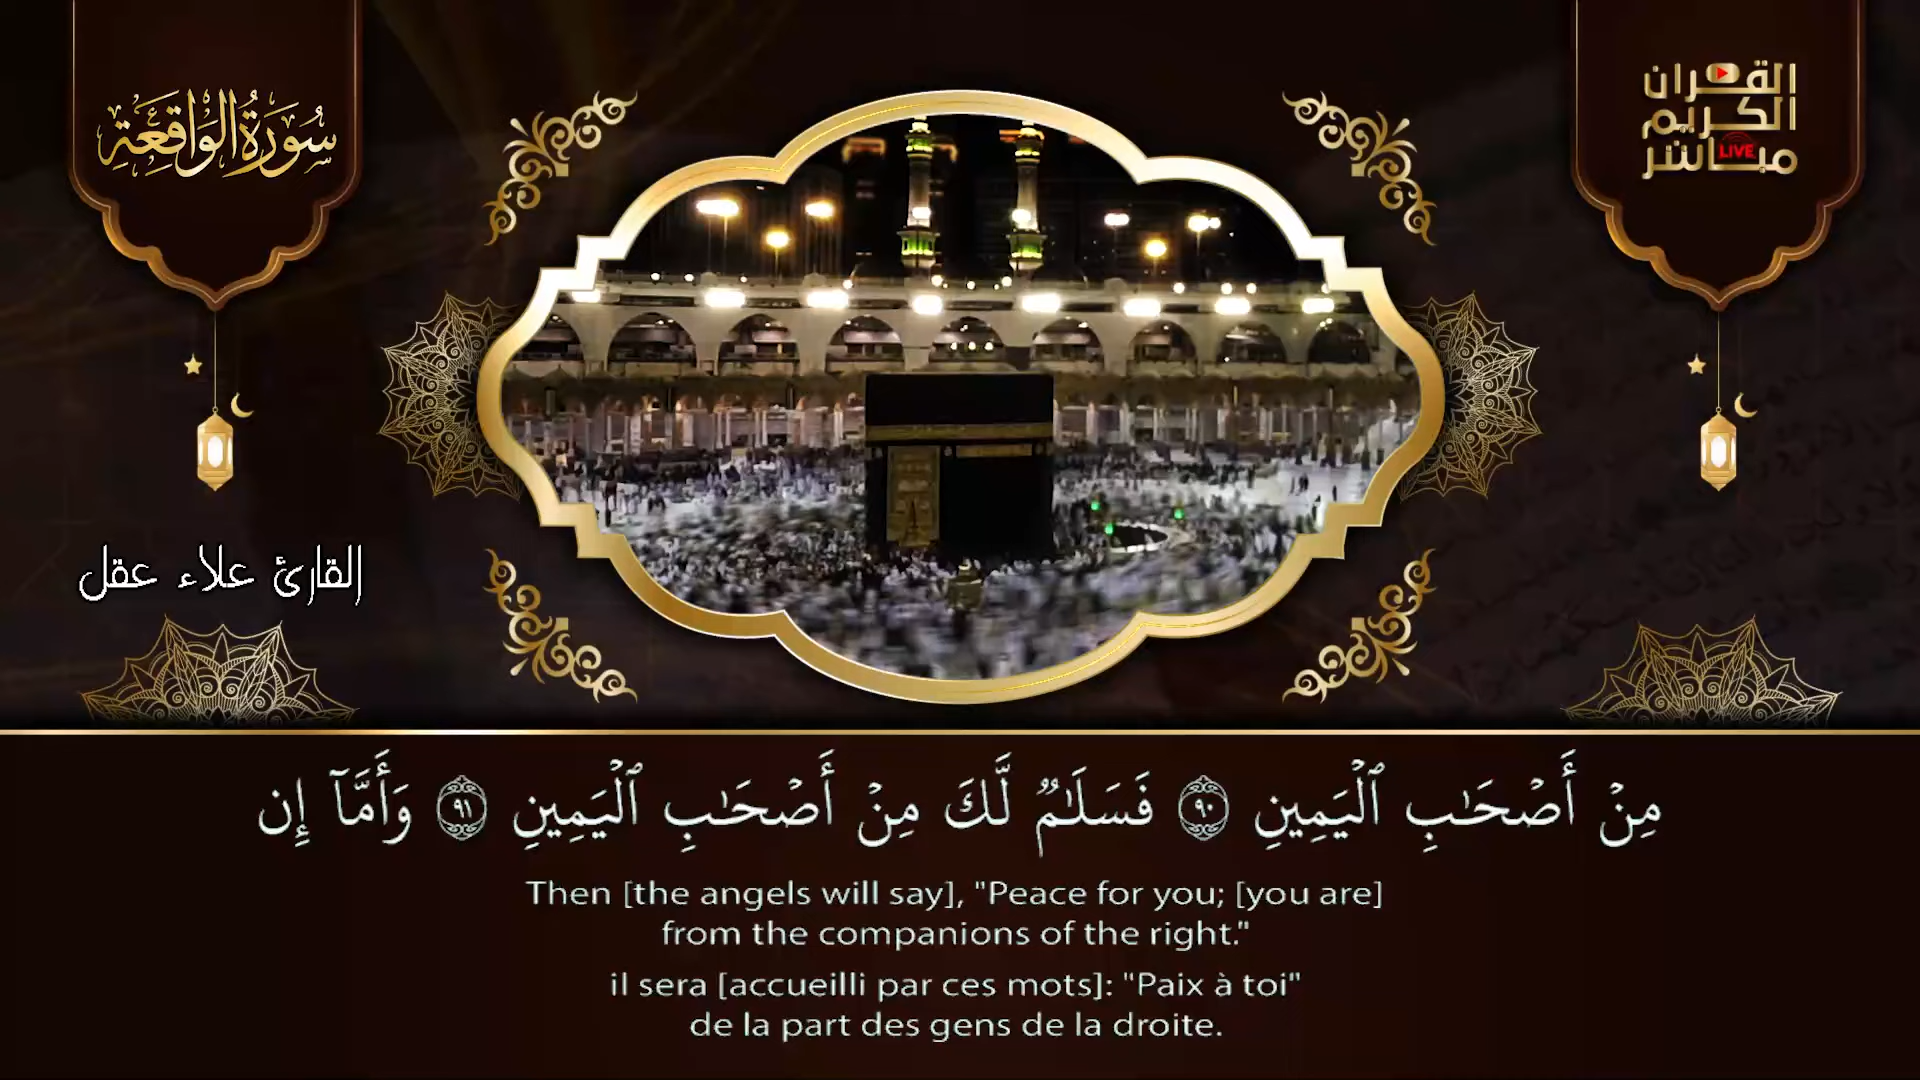 سُورَةُ الْوَاقِعَة
القرآن
الكريم
مباشر
LIVE
القارئ علاء عقل
مِنْ أَصْحَٰبِ ٱلْيَمِينِ ٩٠ فَسَلَٰمٌ لَّكَ مِنْ أَصْحَٰبِ ٱلْيَمِينِ ٩١ وَأَمَّآ إِن
Then [the angels will say], "Peace for you; [you are]
from the companions of the right."
il sera [accueilli par ces mots]: "Paix à toi"
de la part des gens de la droite.